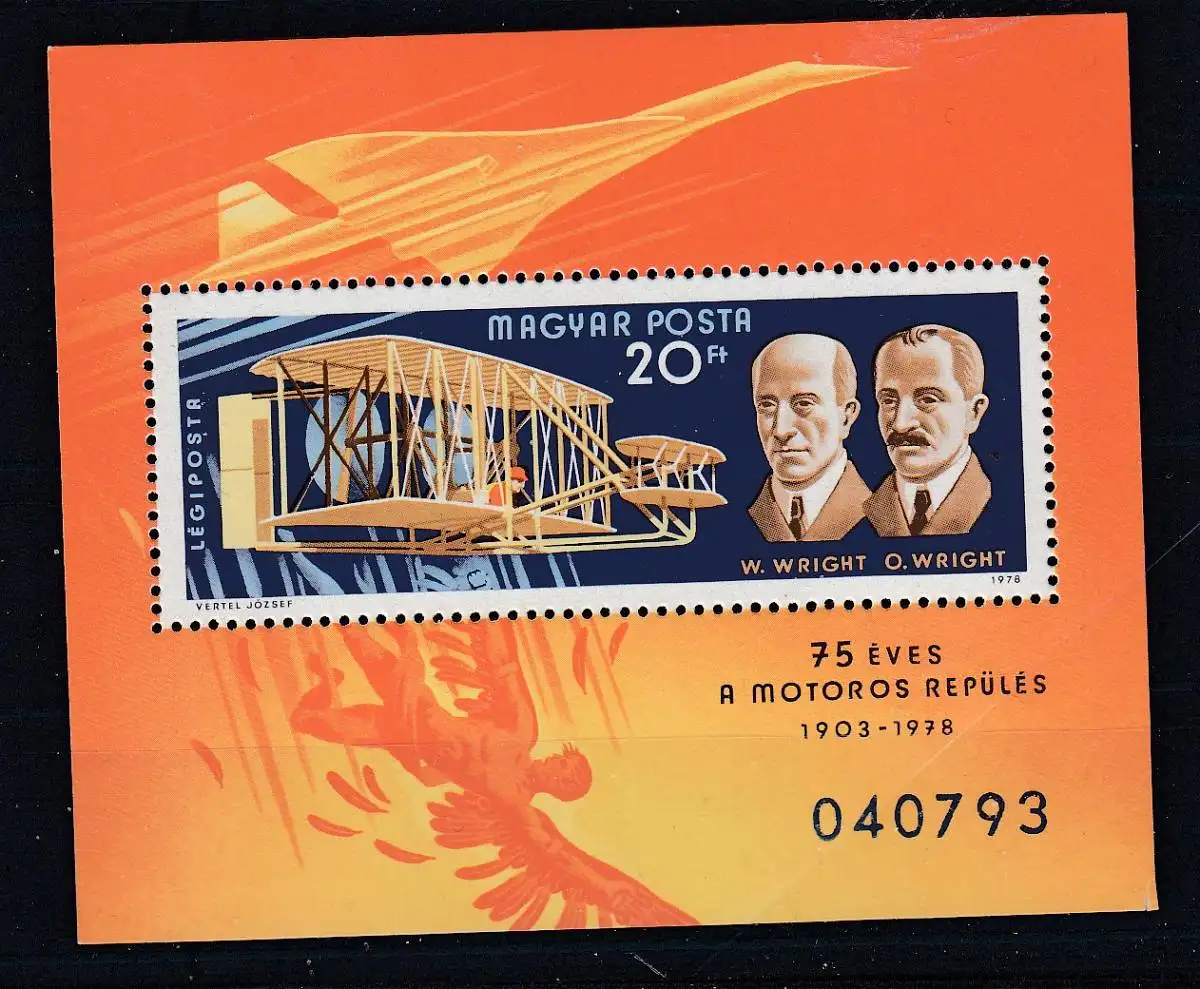 MAGYAR POSTA
20 Ft
LÉGIPOSTA
W. WRIGHT O. WRIGHT
VERTEL JÓZSEF
1978
75 ÉVES
A MOTOROS REPÜLÉS
1903-1978
040793